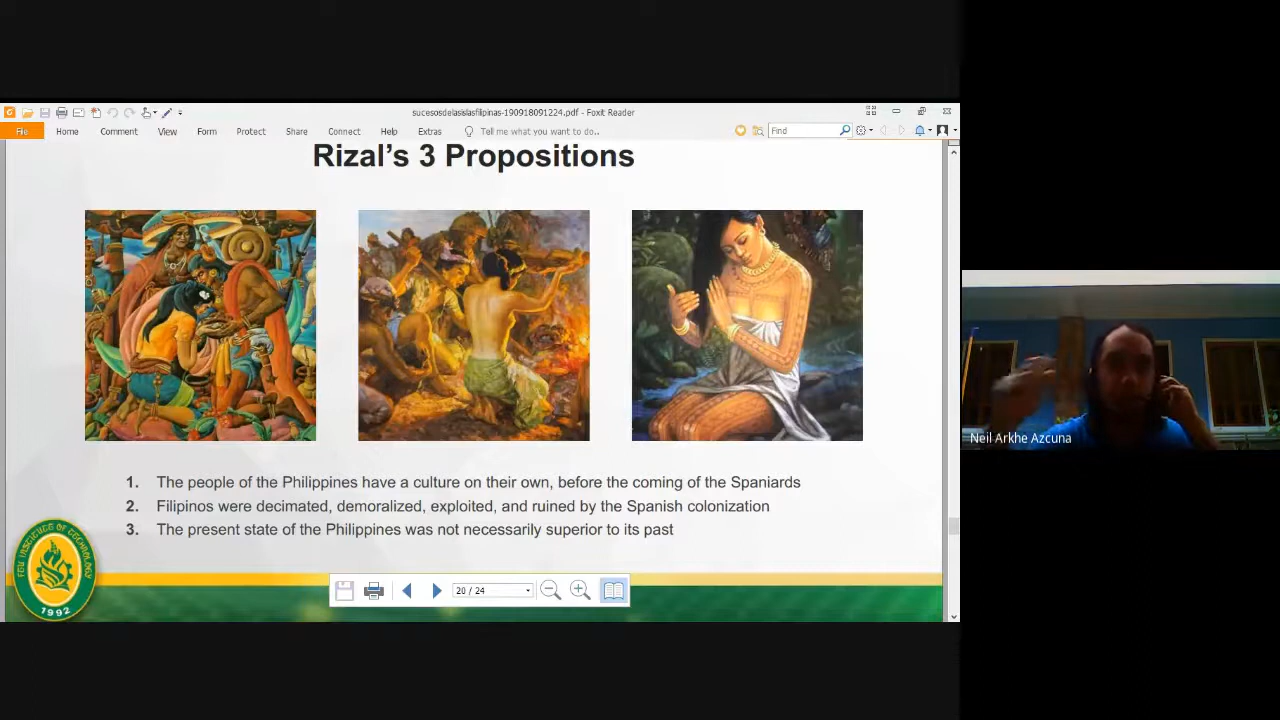 sucesosdelasislasfilipinas-190918091224.pdf - Foxit Reader
File Home Comment View Form Protect Share Connect Help Extras Tell me what you want to do.. Find
Rizal's 3 Propositions
1. The people of the Philippines have a culture on their own, before the coming of the Spaniards
2. Filipinos were decimated, demoralized, exploited, and ruined by the Spanish colonization
3. The present state of the Philippines was not necessarily superior to its past
FEU INSTITUTE OF TECHNOLOGY
1992
20 / 24
Neil Arkhe Azcuna